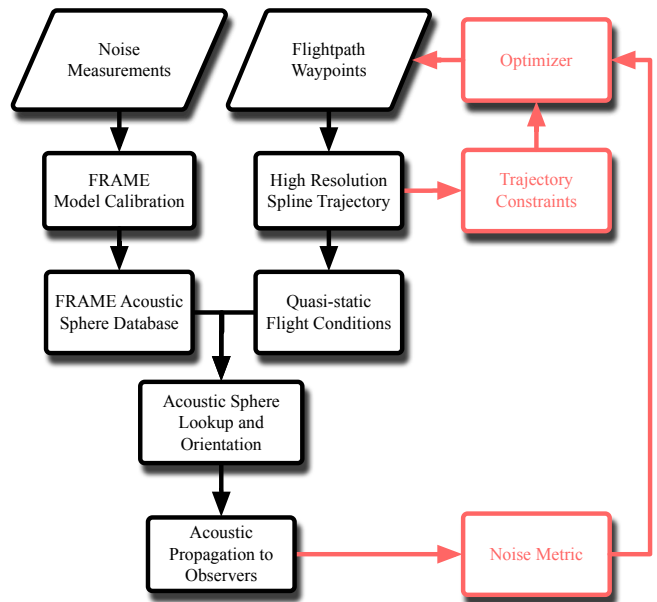 Noise
Measurements
Flightpath
Waypoints
Optimizer
FRAME
Model Calibration
High Resolution
Spline Trajectory
Trajectory
Constraints
FRAME Acoustic
Sphere Database
Quasi-static
Flight Conditions
Acoustic Sphere
Lookup and
Orientation
Acoustic
Propagation to
Observers
Noise Metric